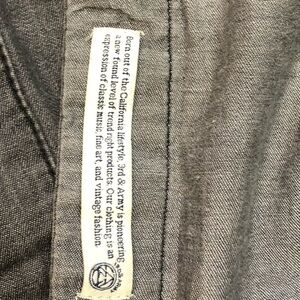 Born out of the California lifestyle, 3rd & Army is pioneering
a new found level of trend right products. Our clothing is an
expression of classic music, fine art, and vintage fashion.